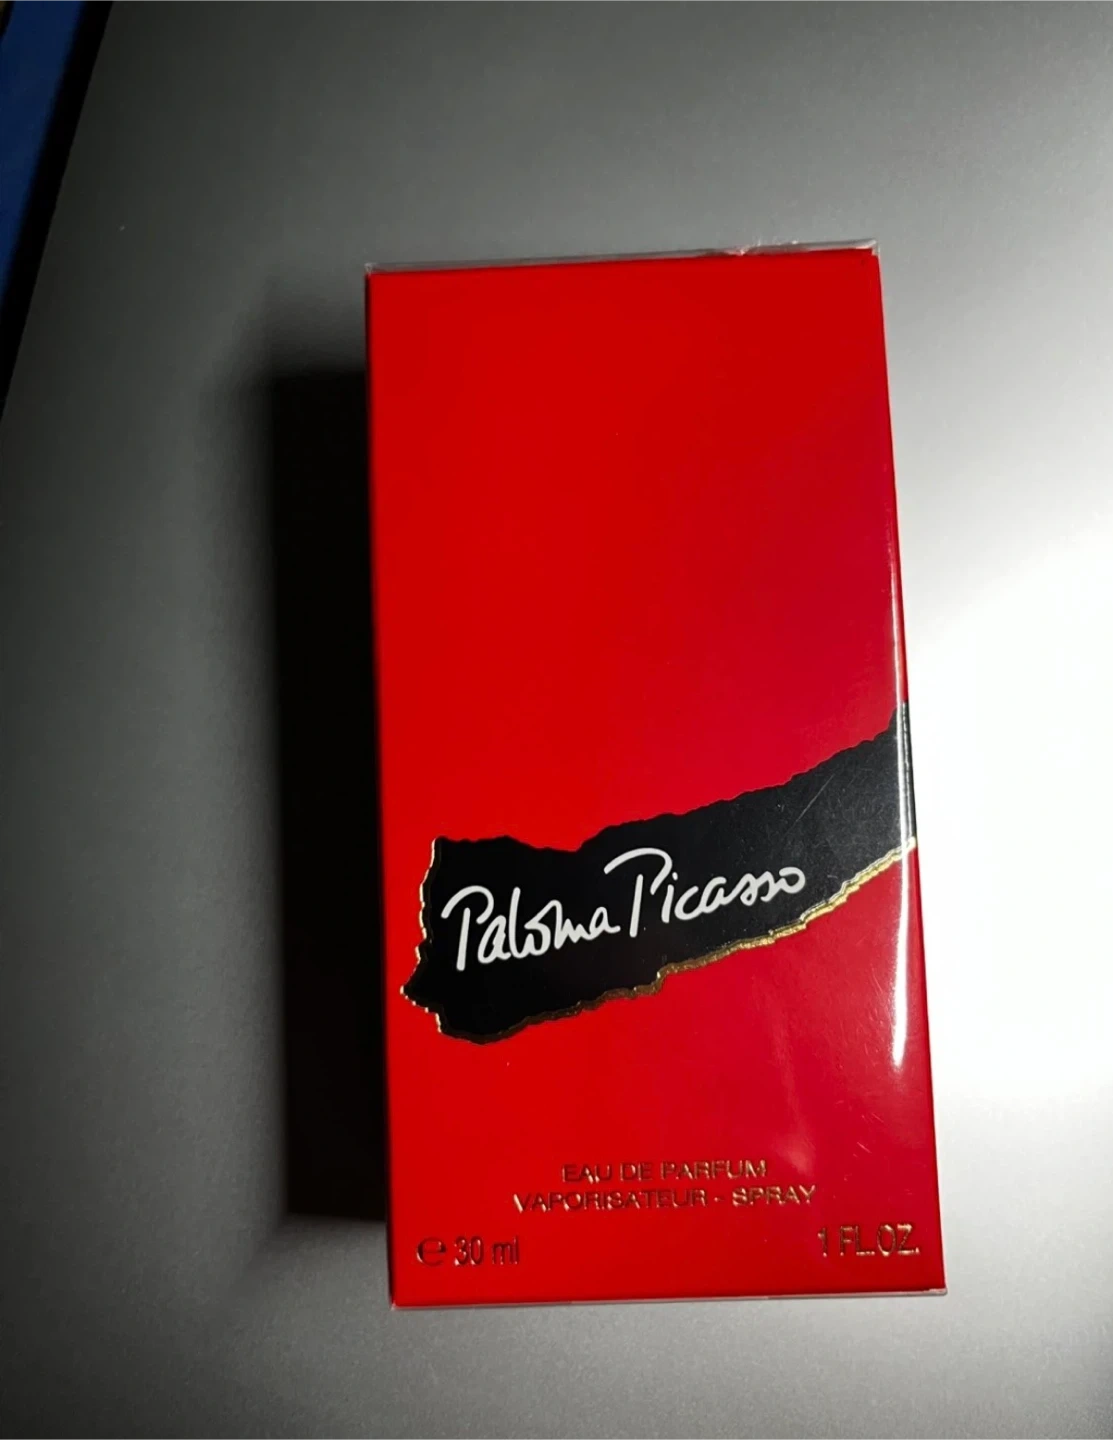 Paloma Picasso
EAU DE PARFUM
VAPORISATEUR - SPRAY
℮ 30 ml
1 FL.OZ.